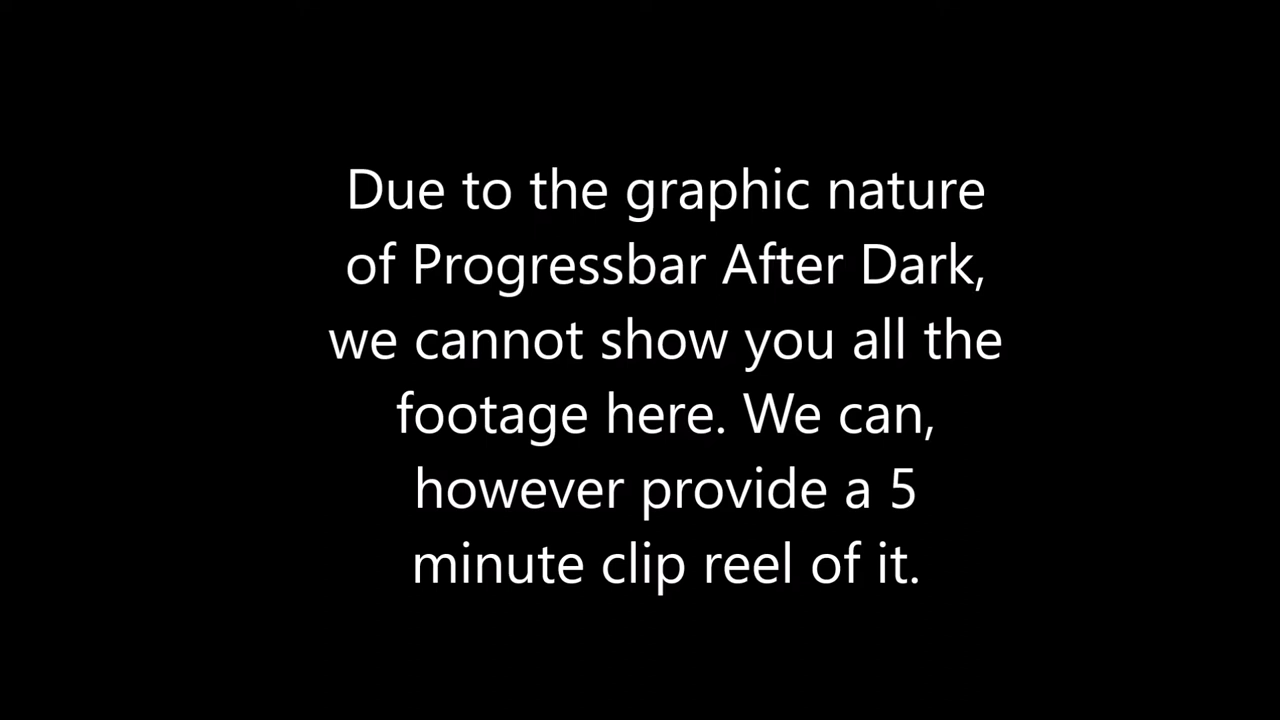 Due to the graphic nature
of Progressbar After Dark,
we cannot show you all the
footage here. We can,
however provide a 5
minute clip reel of it.